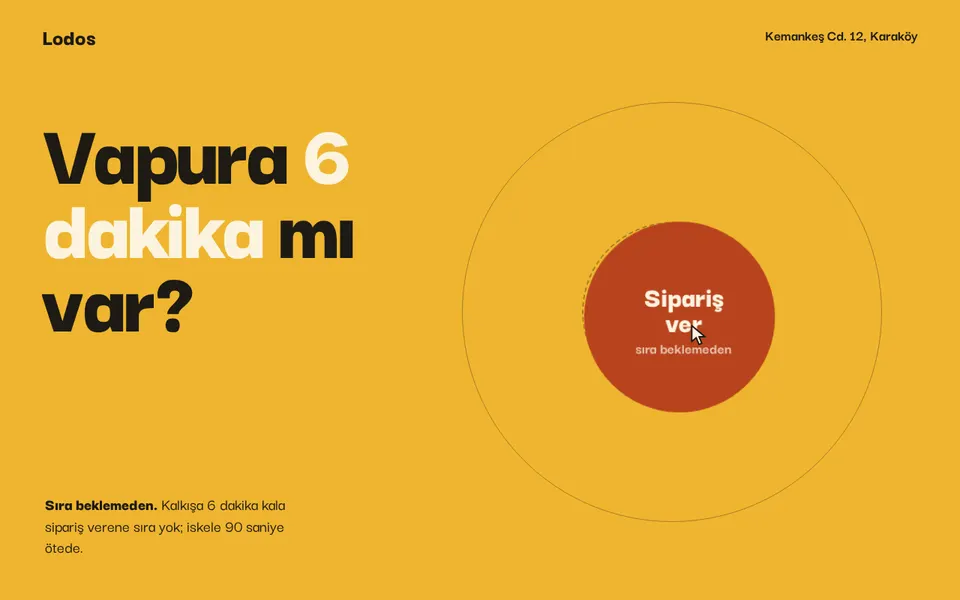 Lodos
Kemankeş Cd. 12, Karaköy
Vapura 6
dakika mı
var?
Sipariş
ver
sıra beklemeden
Sıra beklemeden. Kalkışa 6 dakika kala
sipariş verene sıra yok; iskele 90 saniye
ötede.